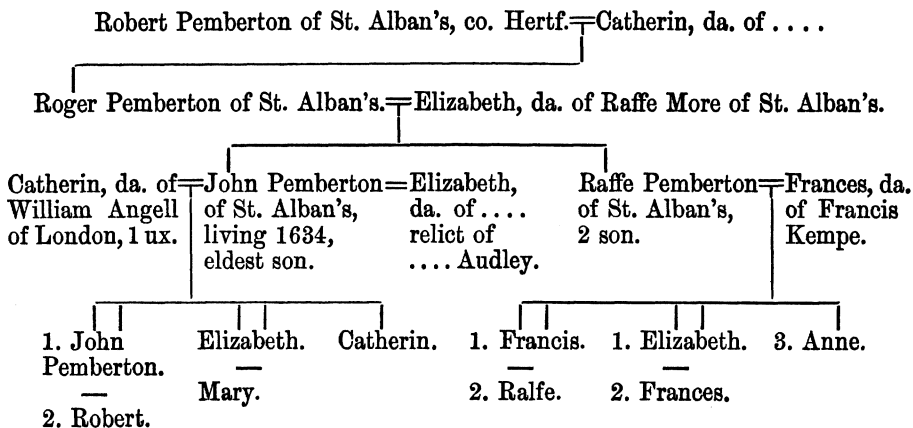 Robert Pemberton of St. Alban's, co. Hertf.=Catherin, da. of ....
Roger Pemberton of St. Alban's.=Elizabeth, da. of Raffe More of St. Alban's.
Catherin, da. of=John Pemberton=Elizabeth, Raffe Pemberton=Frances, da.
William Angell of St. Alban's, da. of .... of St. Alban's, of Francis
of London, 1 ux. living 1634, relict of 2 son. Kempe.
eldest son. .... Audley.
1. John Elizabeth. Catherin. 1. Francis. 1. Elizabeth. 3. Anne.
Pemberton. — — —
— Mary. 2. Ralfe. 2. Frances.
2. Robert.